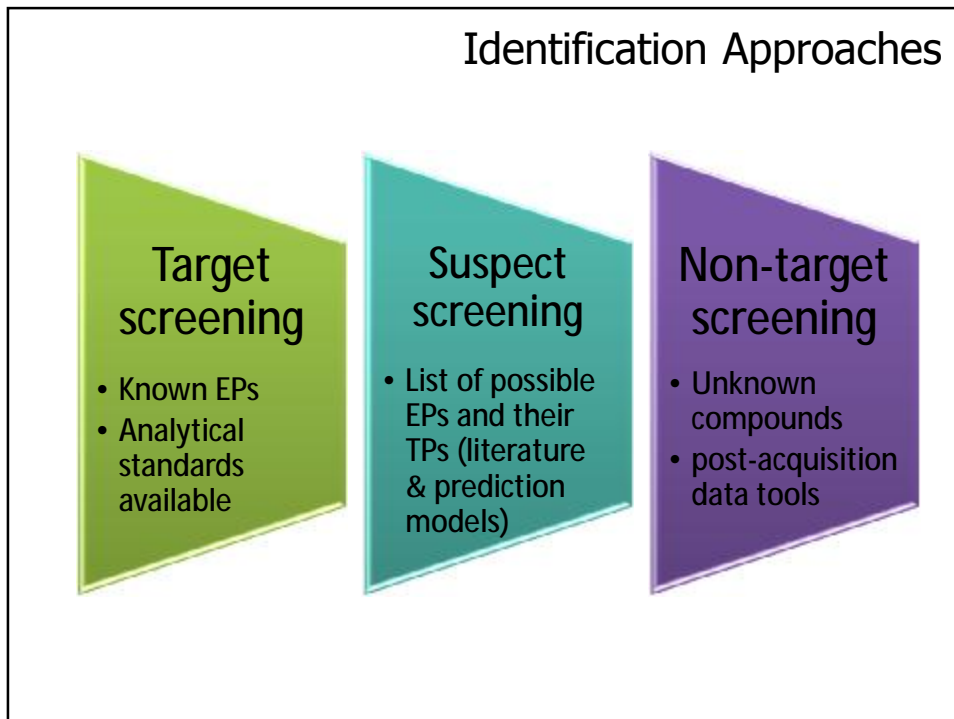 Identification Approaches
Target
screening
• Known EPs
• Analytical
standards
available
Suspect
screening
• List of possible
EPs and their
TPs (literature
& prediction
models)
Non-target
screening
• Unknown
compounds
• post-acquisition
data tools